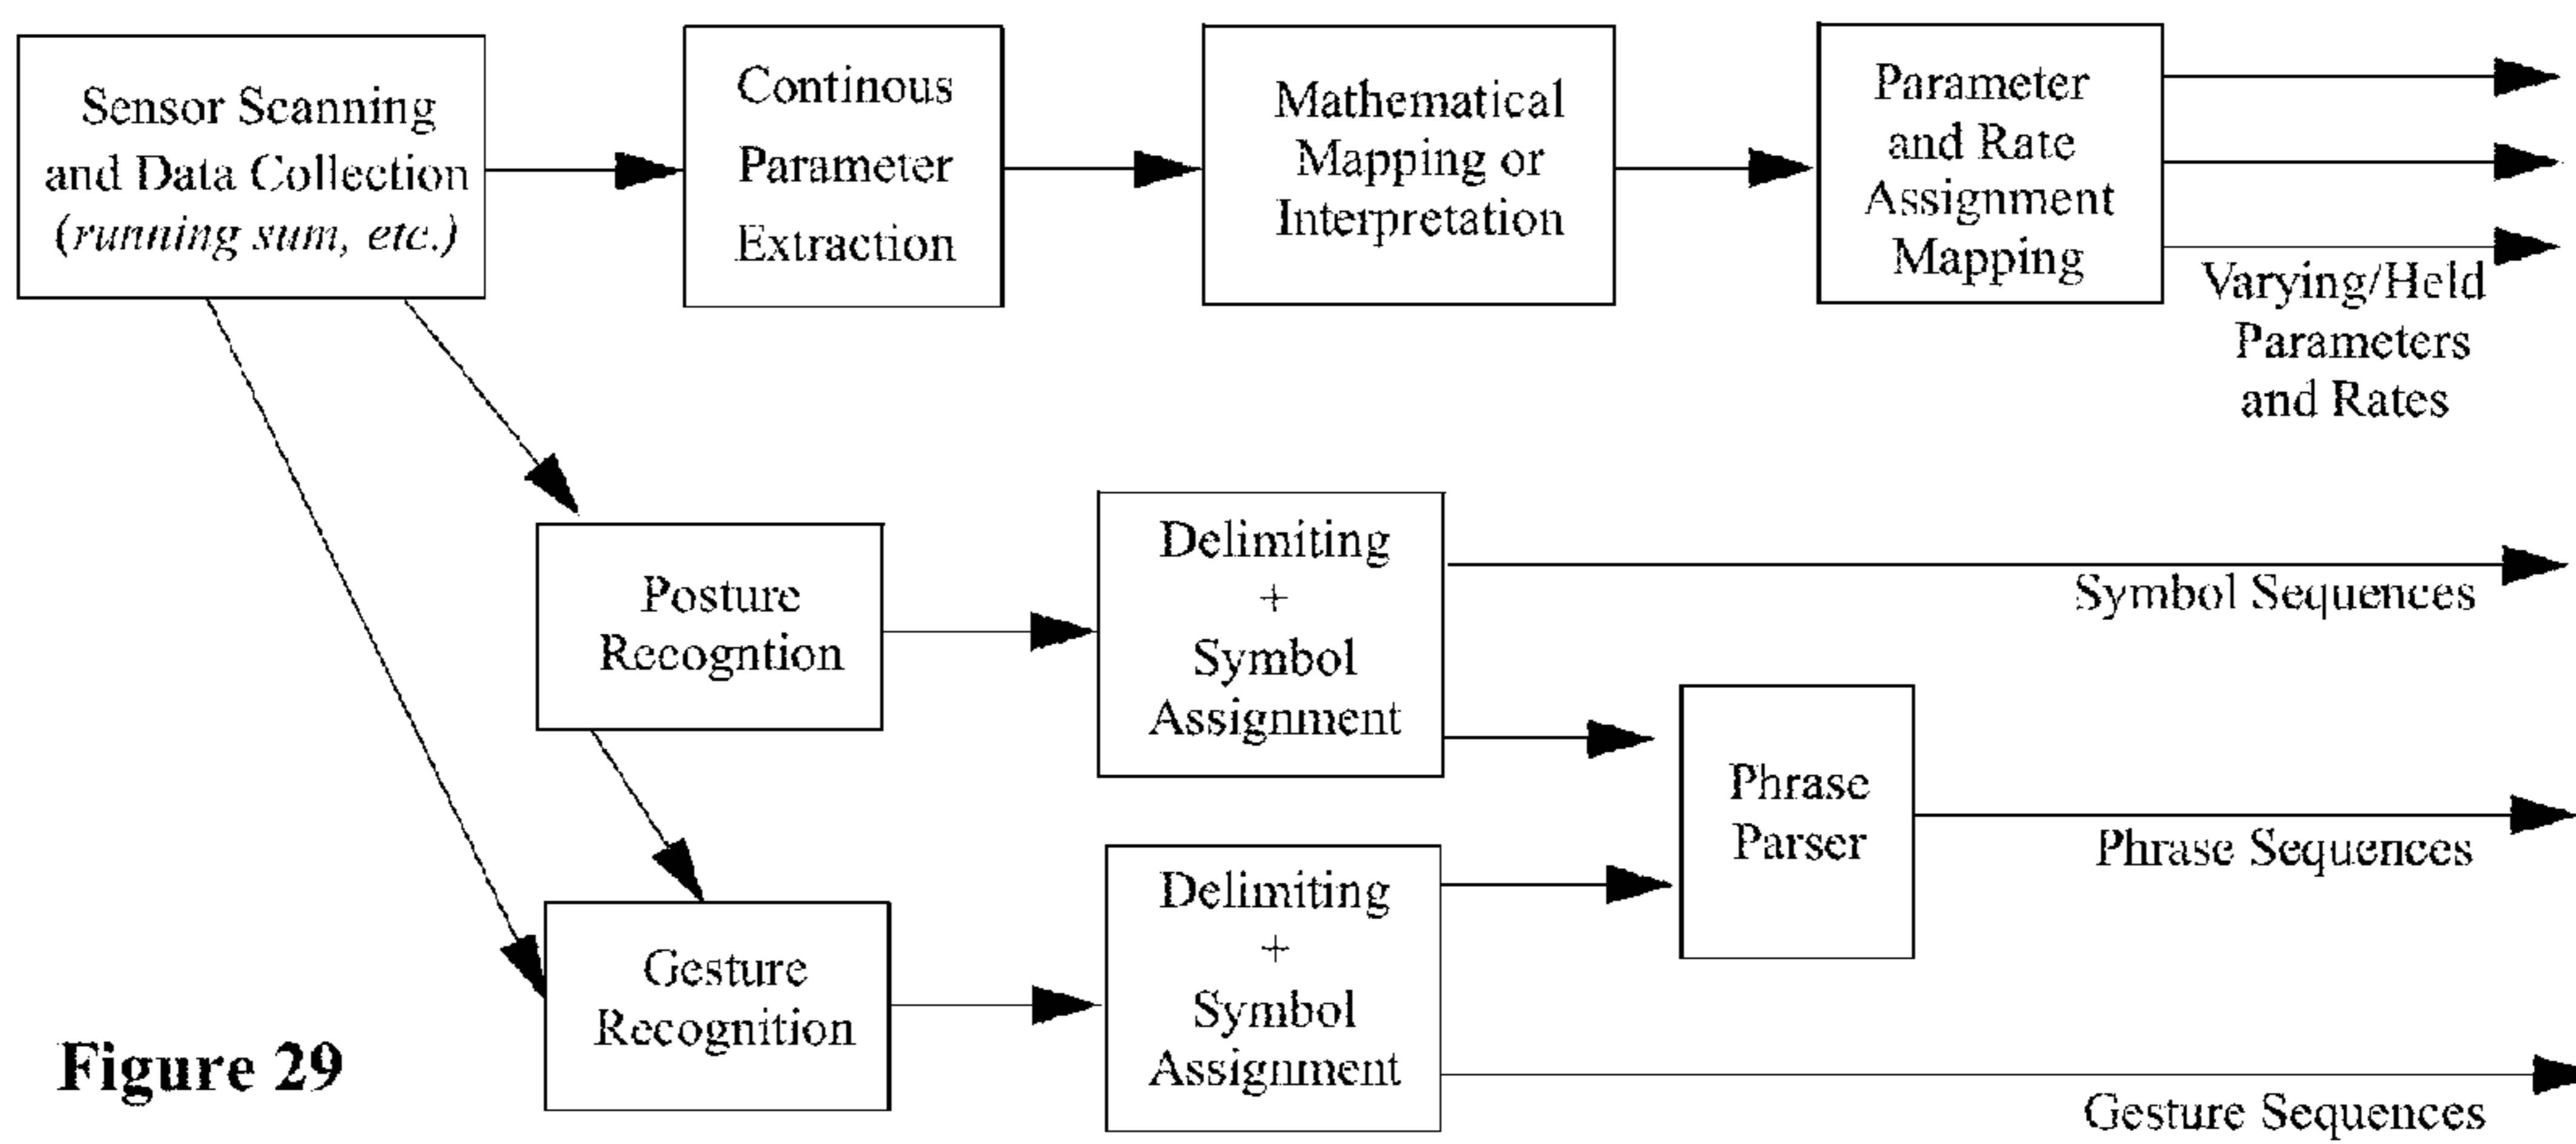 Sensor Scanning
and Data Collection
(running sum, etc.)
Continous
Parameter
Extraction
Mathematical
Mapping or
Interpretation
Parameter
and Rate
Assignment
Mapping
Varying/Held
Parameters
and Rates
Posture
Recogntion
Delimiting
+
Symbol
Assignment
Symbol Sequences
Phrase
Parser
Phrase Sequences
Gesture
Recognition
Delimiting
+
Symbol
Assignment
Gesture Sequences
Figure 29